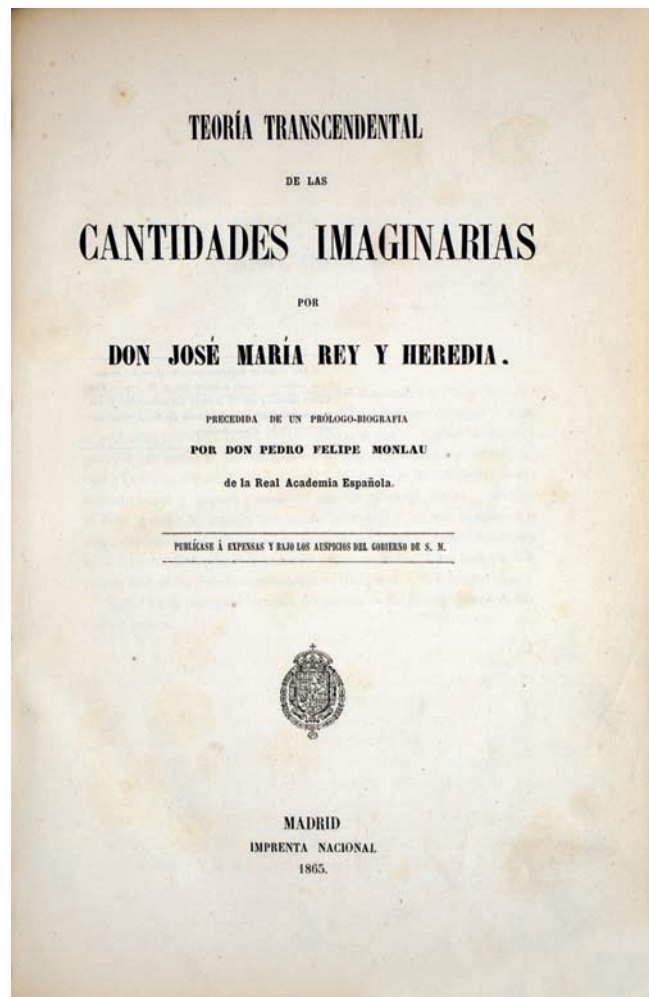 TEORÍA TRANSCENDENTAL
DE LAS
CANTIDADES IMAGINARIAS
POR
DON JOSÉ MARÍA REY Y HEREDIA.
PRECEDIDA DE UN PRÓLOGO-BIOGRAFIA
POR DON PEDRO FELIPE MONLAU
de la Real Academia Española.
PUBLÍCASE Á EXPENSAS Y BAJO LOS AUSPICIOS DEL GOBIERNO DE S. M.
MADRID
IMPRENTA NACIONAL
1865.